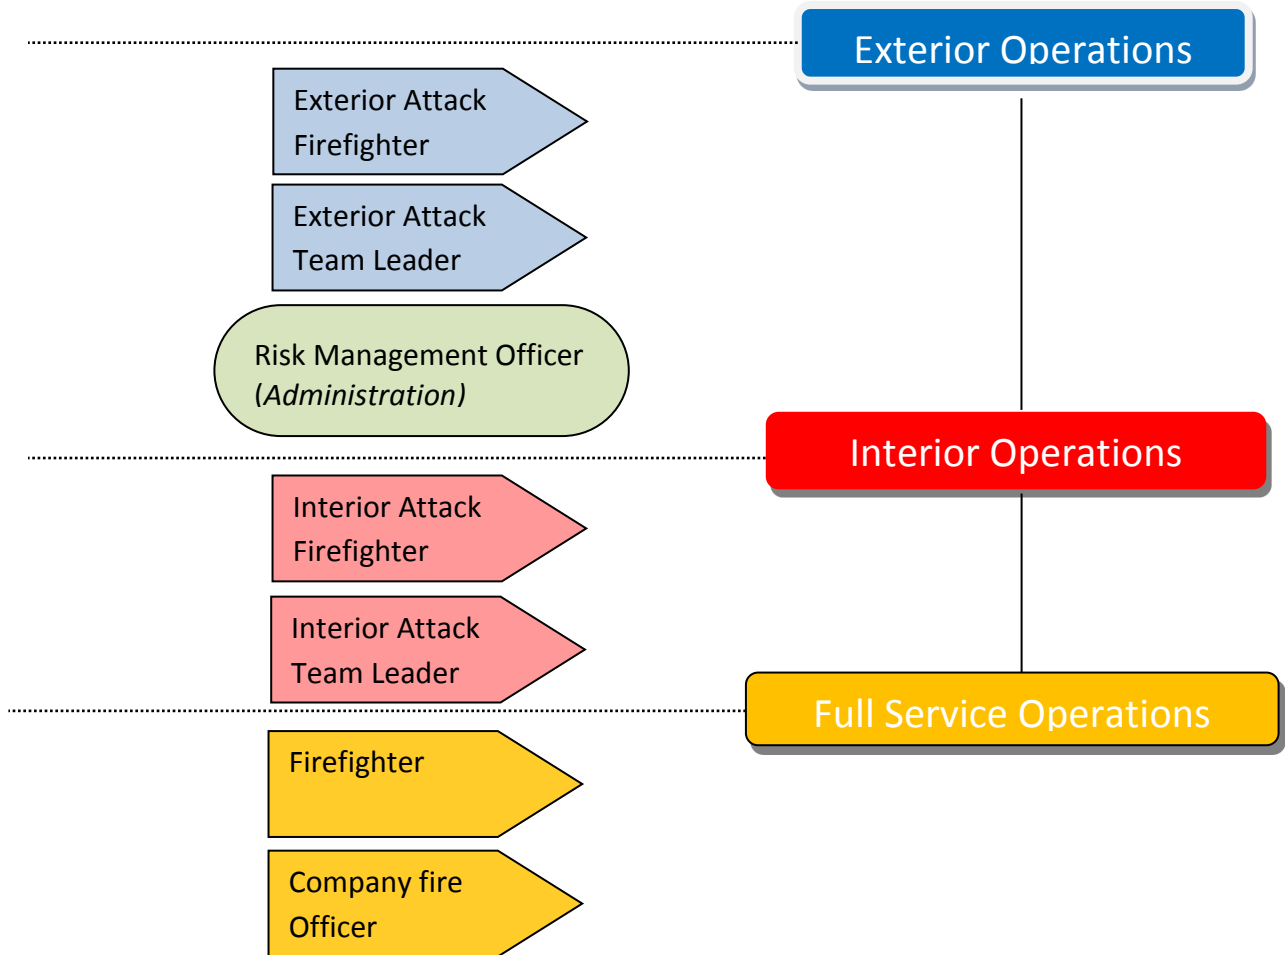 Exterior Operations
Exterior Attack
Firefighter
Exterior Attack
Team Leader
Risk Management Officer
(Administration)
Interior Operations
Interior Attack
Firefighter
Interior Attack
Team Leader
Full Service Operations
Firefighter
Company fire
Officer